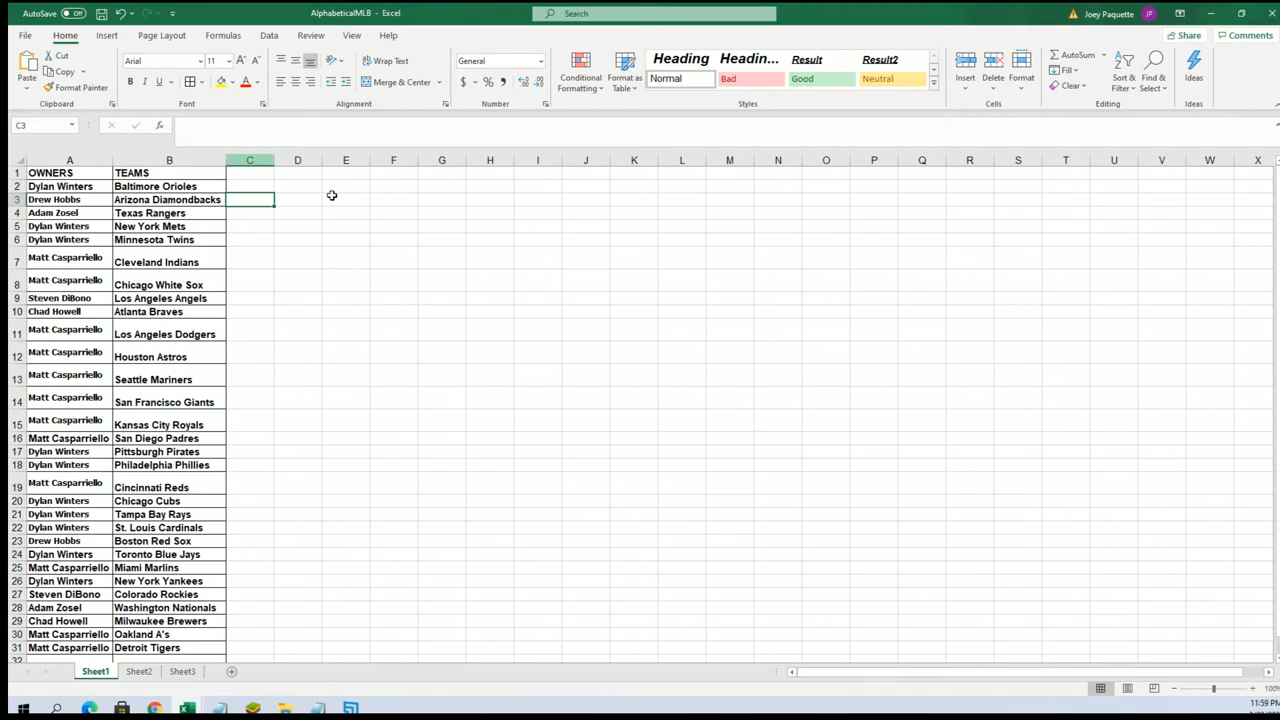 AutoSave Off AlphabeticalMLB - Excel Search Joey Paquette JP
File Home Insert Page Layout Formulas Data Review View Help Share Comments
Paste Cut Copy Format Painter Clipboard
Arial 11 B I U Font
Wrap Text Merge & Center Alignment
General $ % Number
Conditional Formatting Format as Table Heading Headin... Result Result2 Normal Bad Good Neutral Styles
Insert Delete Format Cells
AutoSum Fill Clear Sort & Filter Find & Select Editing
Ideas Ideas
C3 fx
A B C D E F G H I J K L M N O P Q R S T U V W X
1 OWNERS TEAMS
2 Dylan Winters Baltimore Orioles
3 Drew Hobbs Arizona Diamondbacks
4 Adam Zosel Texas Rangers
5 Dylan Winters New York Mets
6 Dylan Winters Minnesota Twins
7 Matt Casparriello Cleveland Indians
8 Matt Casparriello Chicago White Sox
9 Steven DiBono Los Angeles Angels
10 Chad Howell Atlanta Braves
11 Matt Casparriello Los Angeles Dodgers
12 Matt Casparriello Houston Astros
13 Matt Casparriello Seattle Mariners
14 Matt Casparriello San Francisco Giants
15 Matt Casparriello Kansas City Royals
16 Matt Casparriello San Diego Padres
17 Dylan Winters Pittsburgh Pirates
18 Dylan Winters Philadelphia Phillies
19 Matt Casparriello Cincinnati Reds
20 Dylan Winters Chicago Cubs
21 Dylan Winters Tampa Bay Rays
22 Dylan Winters St. Louis Cardinals
23 Drew Hobbs Boston Red Sox
24 Dylan Winters Toronto Blue Jays
25 Matt Casparriello Miami Marlins
26 Dylan Winters New York Yankees
27 Steven DiBono Colorado Rockies
28 Adam Zosel Washington Nationals
29 Chad Howell Milwaukee Brewers
30 Matt Casparriello Oakland A's
31 Matt Casparriello Detroit Tigers
32
Sheet1 Sheet2 Sheet3
100%
11:59 PM